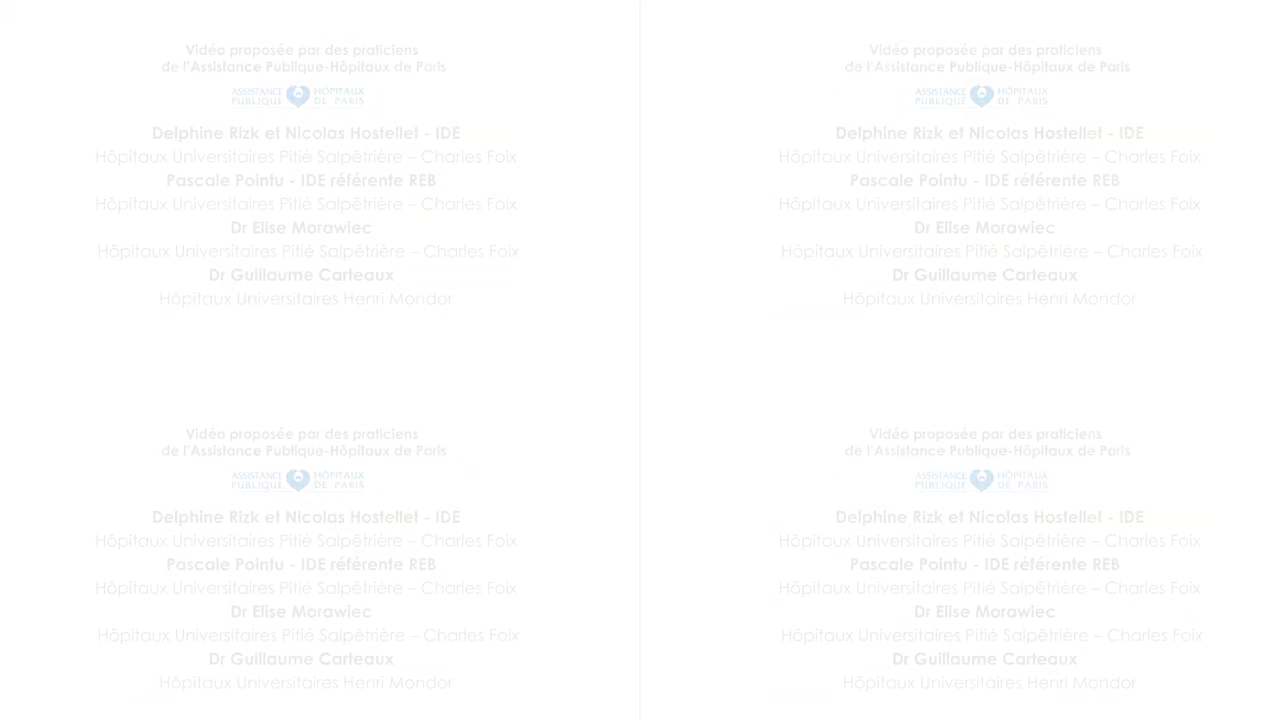 Vidéo proposée par des praticiens
de l'Assistance Publique-Hôpitaux de Paris
ASSISTANCE HÔPITAUX
PUBLIQUE DE PARIS
Delphine Rizk et Nicolas Hostellet - IDE
Hôpitaux Universitaires Pitié Salpêtrière – Charles Foix
Pascale Pointu - IDE référente REB
Hôpitaux Universitaires Pitié Salpêtrière – Charles Foix
Dr Elise Morawiec
Hôpitaux Universitaires Pitié Salpêtrière – Charles Foix
Dr Guillaume Carteaux
Hôpitaux Universitaires Henri Mondor
Vidéo proposée par des praticiens
de l'Assistance Publique-Hôpitaux de Paris
ASSISTANCE HÔPITAUX
PUBLIQUE DE PARIS
Delphine Rizk et Nicolas Hostellet - IDE
Hôpitaux Universitaires Pitié Salpêtrière – Charles Foix
Pascale Pointu - IDE référente REB
Hôpitaux Universitaires Pitié Salpêtrière – Charles Foix
Dr Elise Morawiec
Hôpitaux Universitaires Pitié Salpêtrière – Charles Foix
Dr Guillaume Carteaux
Hôpitaux Universitaires Henri Mondor
Vidéo proposée par des praticiens
de l'Assistance Publique-Hôpitaux de Paris
ASSISTANCE HÔPITAUX
PUBLIQUE DE PARIS
Delphine Rizk et Nicolas Hostellet - IDE
Hôpitaux Universitaires Pitié Salpêtrière – Charles Foix
Pascale Pointu - IDE référente REB
Hôpitaux Universitaires Pitié Salpêtrière – Charles Foix
Dr Elise Morawiec
Hôpitaux Universitaires Pitié Salpêtrière – Charles Foix
Dr Guillaume Carteaux
Hôpitaux Universitaires Henri Mondor
Vidéo proposée par des praticiens
de l'Assistance Publique-Hôpitaux de Paris
ASSISTANCE HÔPITAUX
PUBLIQUE DE PARIS
Delphine Rizk et Nicolas Hostellet - IDE
Hôpitaux Universitaires Pitié Salpêtrière – Charles Foix
Pascale Pointu - IDE référente REB
Hôpitaux Universitaires Pitié Salpêtrière – Charles Foix
Dr Elise Morawiec
Hôpitaux Universitaires Pitié Salpêtrière – Charles Foix
Dr Guillaume Carteaux
Hôpitaux Universitaires Henri Mondor